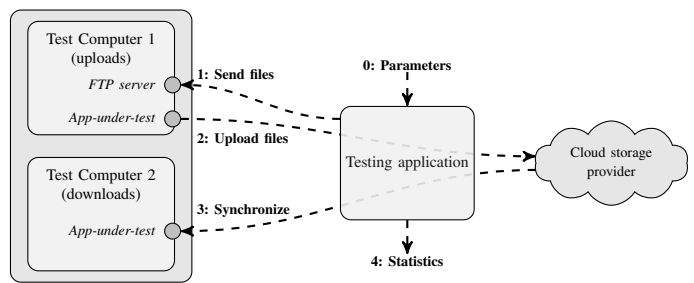 Test Computer 1
(uploads)
FTP server
App-under-test
1: Send files
2: Upload files
0: Parameters
Testing application
Cloud storage
provider
Test Computer 2
(downloads)
App-under-test
3: Synchronize
4: Statistics